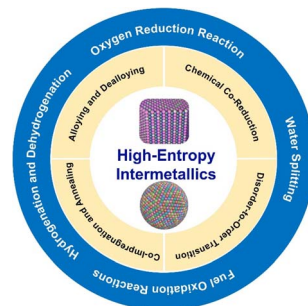 Oxygen Reduction Reaction
Water Splitting
Fuel Oxidation Reactions
Hydrogenation and Dehydrogenation
Alloying and Dealloying
Chemical Co-Reduction
Disorder-to-Order Transition
Co-Impregnation and Annealing
High-Entropy
Intermetallics